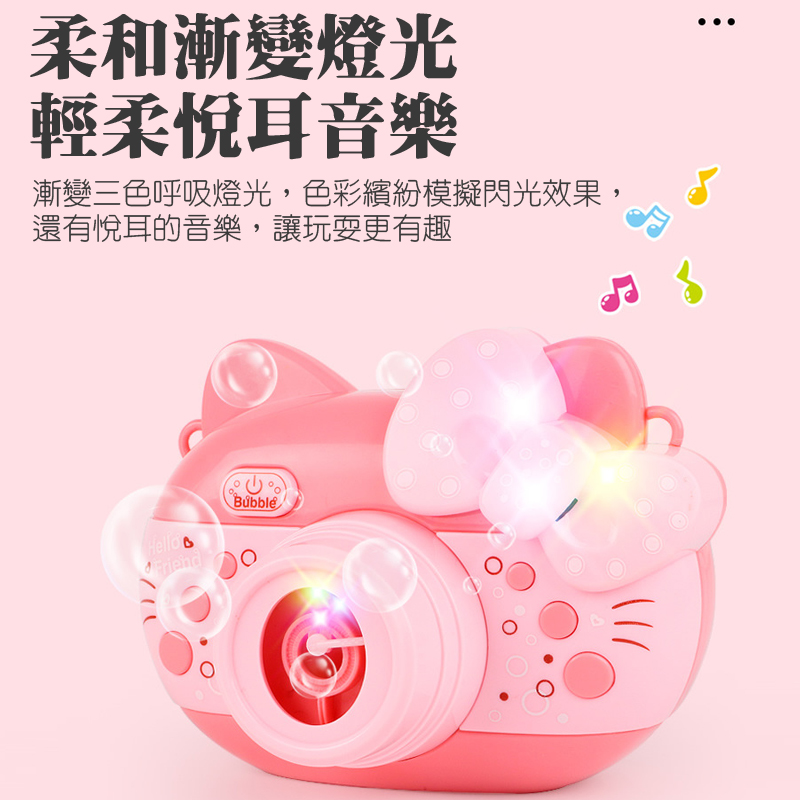 柔和漸變燈光
輕柔悅耳音樂
漸變三色呼吸燈光，色彩繽紛模擬閃光效果，
還有悅耳的音樂，讓玩耍更有趣
Bubble
Hello
Friend